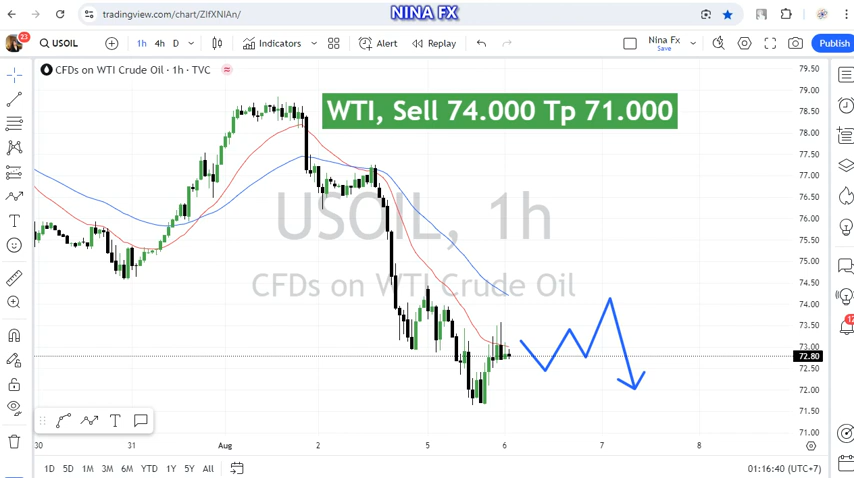 NINA FX
tradingview.com/chart/ZIfXNIAn/
23
USOIL
1h
4h
D
Indicators
Alert
Replay
Nina Fx
Save
Publish
CFDs on WTI Crude Oil · 1h · TVC
WTI, Sell 74.000 Tp 71.000
USOIL, 1h
CFDs on WTI Crude Oil
79.50
79.00
78.50
78.00
77.50
77.00
76.50
76.00
75.50
75.00
74.50
74.00
73.50
73.00
72.80
72.50
72.00
71.50
71.00
30
31
Aug
2
5
6
7
8
1D 5D 1M 3M 6M YTD 1Y 5Y All
01:16:40 (UTC+7)